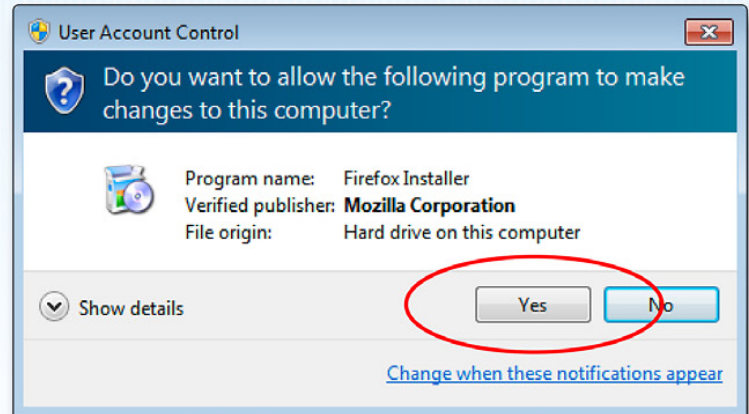 User Account Control
Do you want to allow the following program to make
changes to this computer?
Program name: Firefox Installer
Verified publisher: Mozilla Corporation
File origin: Hard drive on this computer
Show details Yes No
Change when these notifications appear